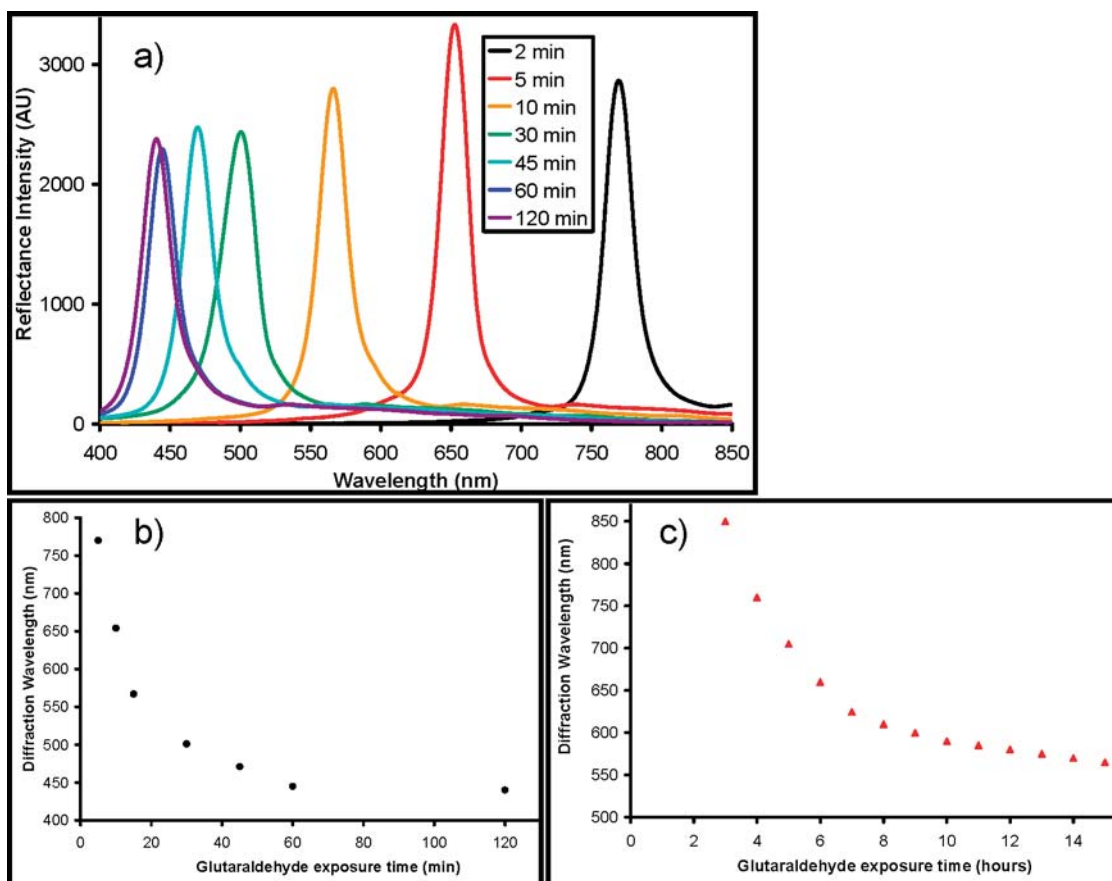 a)
2 min
5 min
10 min
30 min
45 min
60 min
120 min
Reflectance Intensity (AU)
3000
2000
1000
0
400 450 500 550 600 650 700 750 800 850
Wavelength (nm)
b)
Diffraction Wavelength (nm)
800
750
700
650
600
550
500
450
400
0 20 40 60 80 100 120
Glutaraldehyde exposure time (min)
c)
Diffraction Wavelength (nm)
850
800
750
700
650
600
550
500
0 2 4 6 8 10 12 14
Glutaraldehyde exposure time (hours)